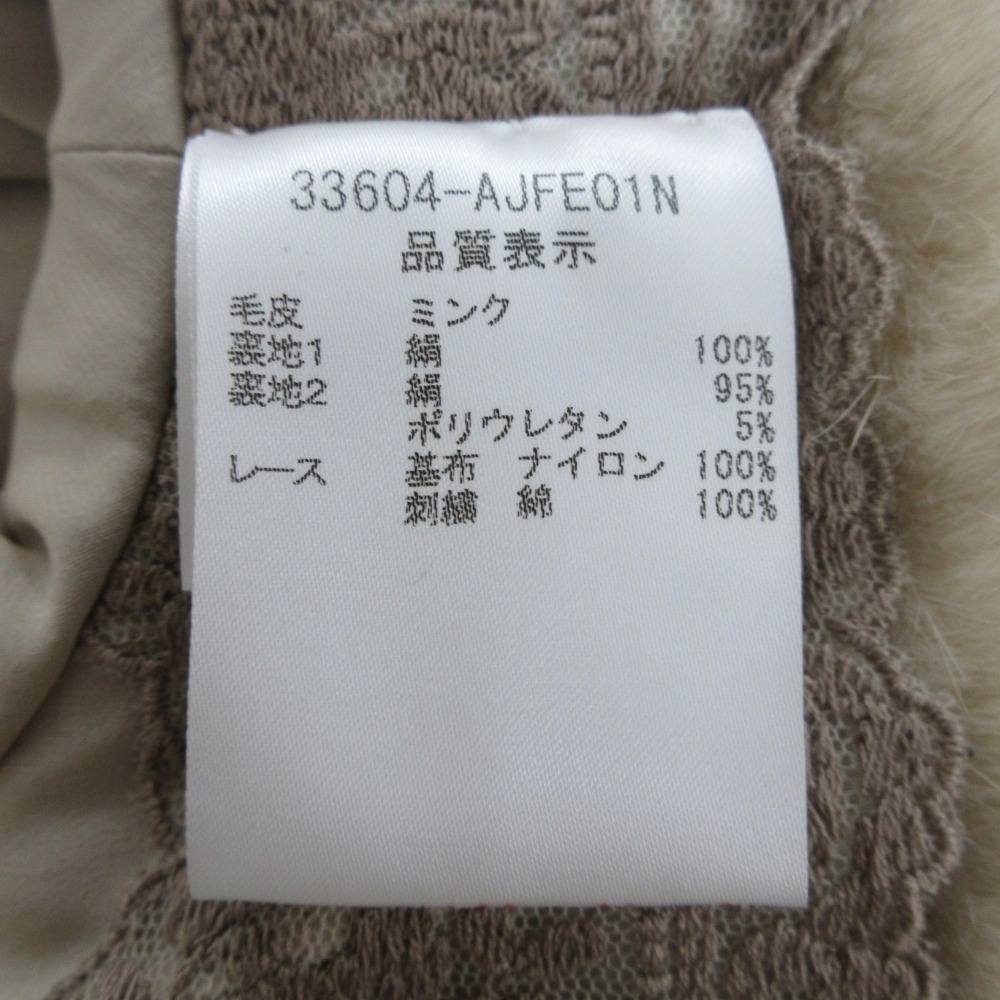 33604-AJFE01N
品質表示
毛皮 ミンク
裏地1 絹 100%
裏地2 絹 95%
ポリウレタン 5%
レース 基布 ナイロン 100%
刺繍 綿 100%